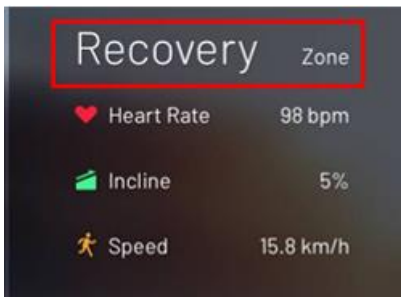 Recovery Zone
Heart Rate 98 bpm
Incline 5%
Speed 15.8 km/h